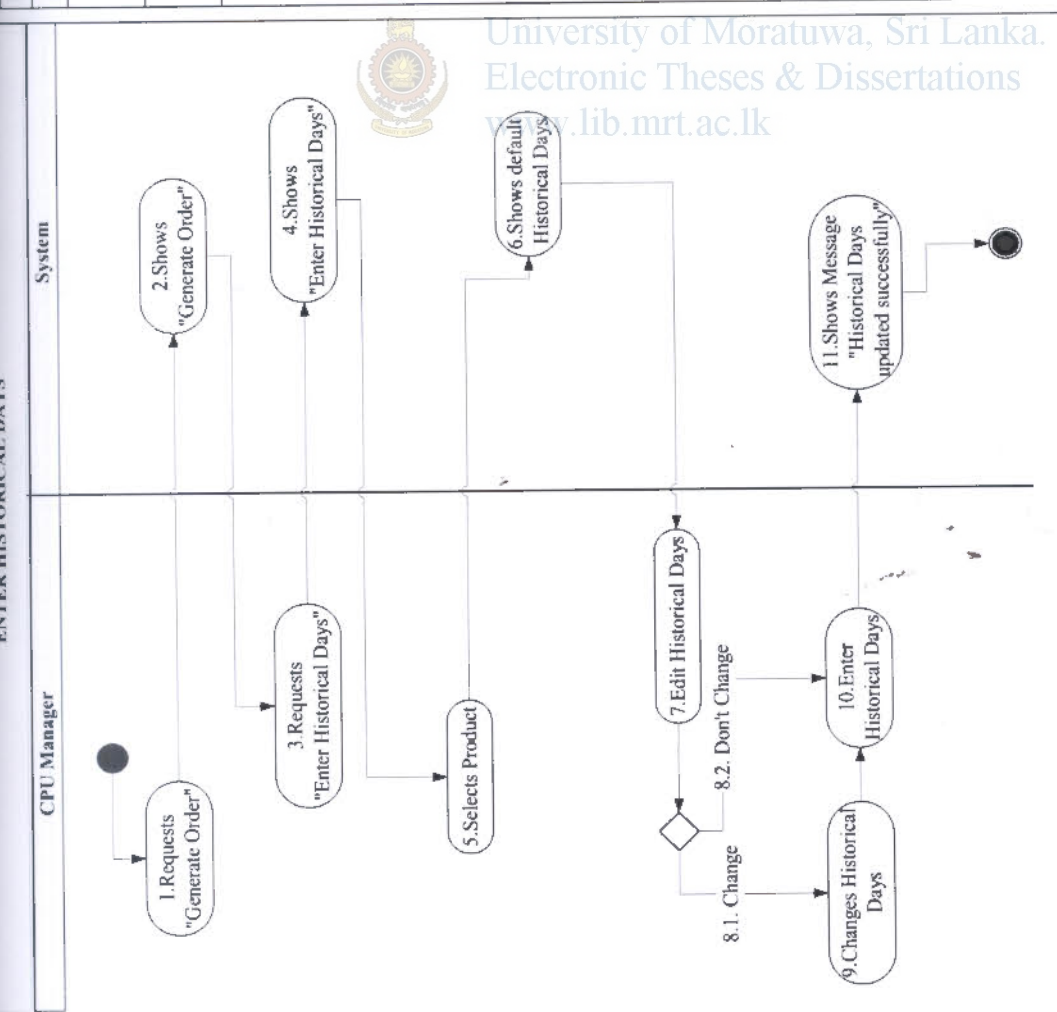 University of Moratuwa, Sri Lanka.
Electronic Theses & Dissertations
www.lib.mrt.ac.lk
ENTER HISTORICAL DAYS
CPU Manager
System
1.Requests
"Generate Order"
2.Shows
"Generate Order"
3.Requests
"Enter Historical Days"
4.Shows
"Enter Historical Days"
5.Selects Product
6.Shows default
Historical Days
7.Edit Historical Days
8.1. Change
8.2. Don't Change
9.Changes Historical
Days
10.Enter
Historical Days
11.Shows Message
"Historical Days
updated successfully"